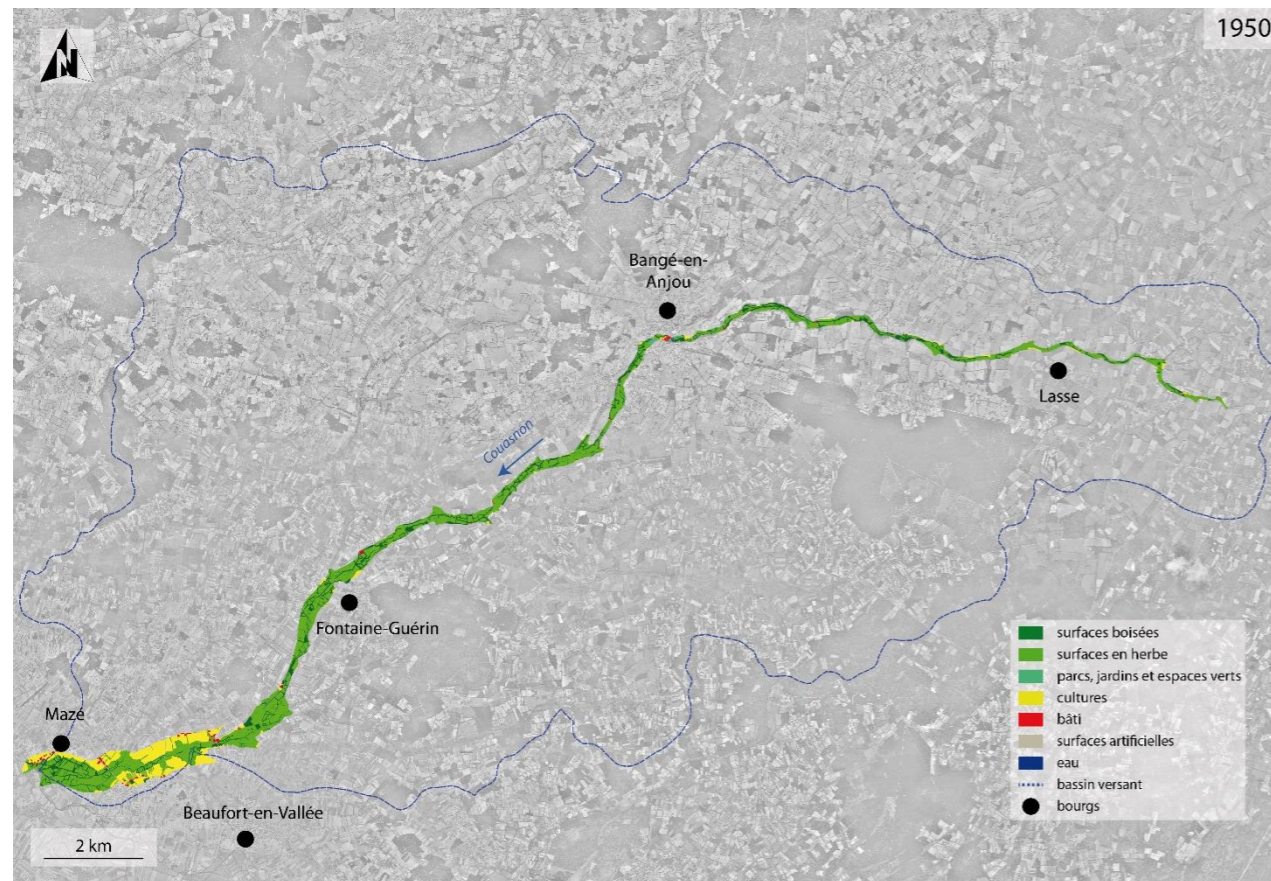 1950
N
Bangé-en-
Anjou
Lasse
Couasnon
Fontaine-Guérin
Mazé
Beaufort-en-Vallée
2 km
surfaces boisées
surfaces en herbe
parcs, jardins et espaces verts
cultures
bâti
surfaces artificielles
eau
bassin versant
bourgs